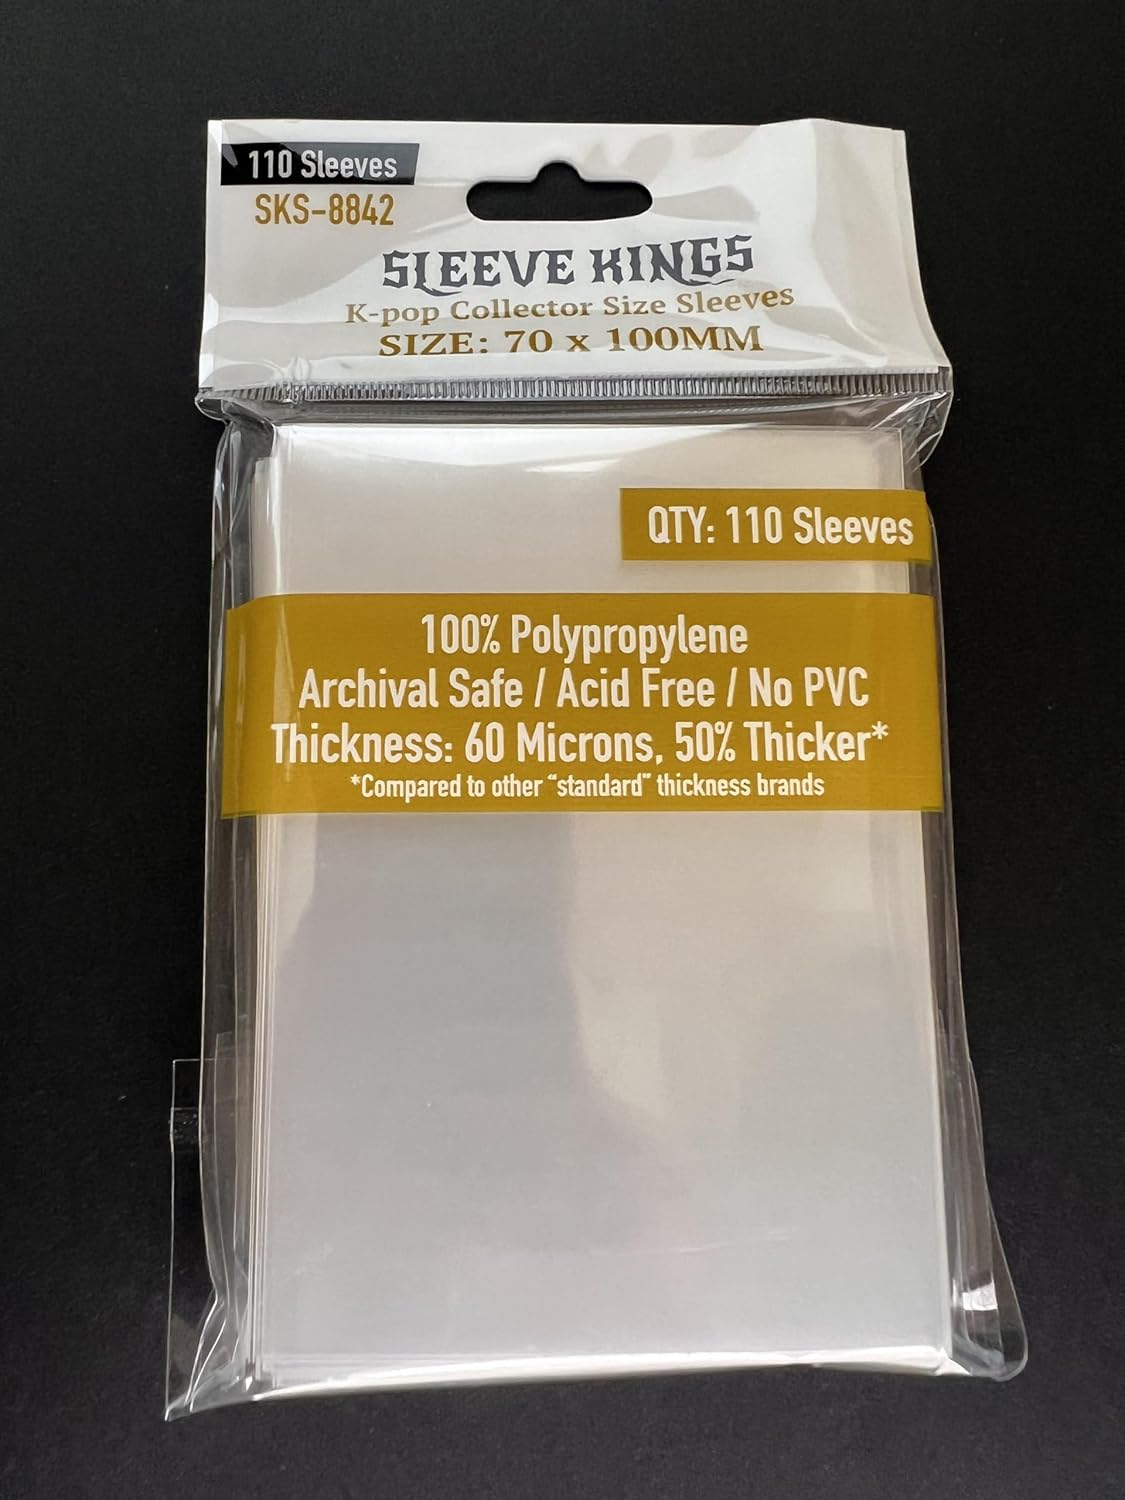 110 Sleeves
SKS-8842
SLEEVE KINGS
K-pop Collector Size Sleeves
SIZE: 70 x 100MM
QTY: 110 Sleeves
100% Polypropylene
Archival Safe / Acid Free / No PVC
Thickness: 60 Microns, 50% Thicker*
*Compared to other “standard” thickness brands